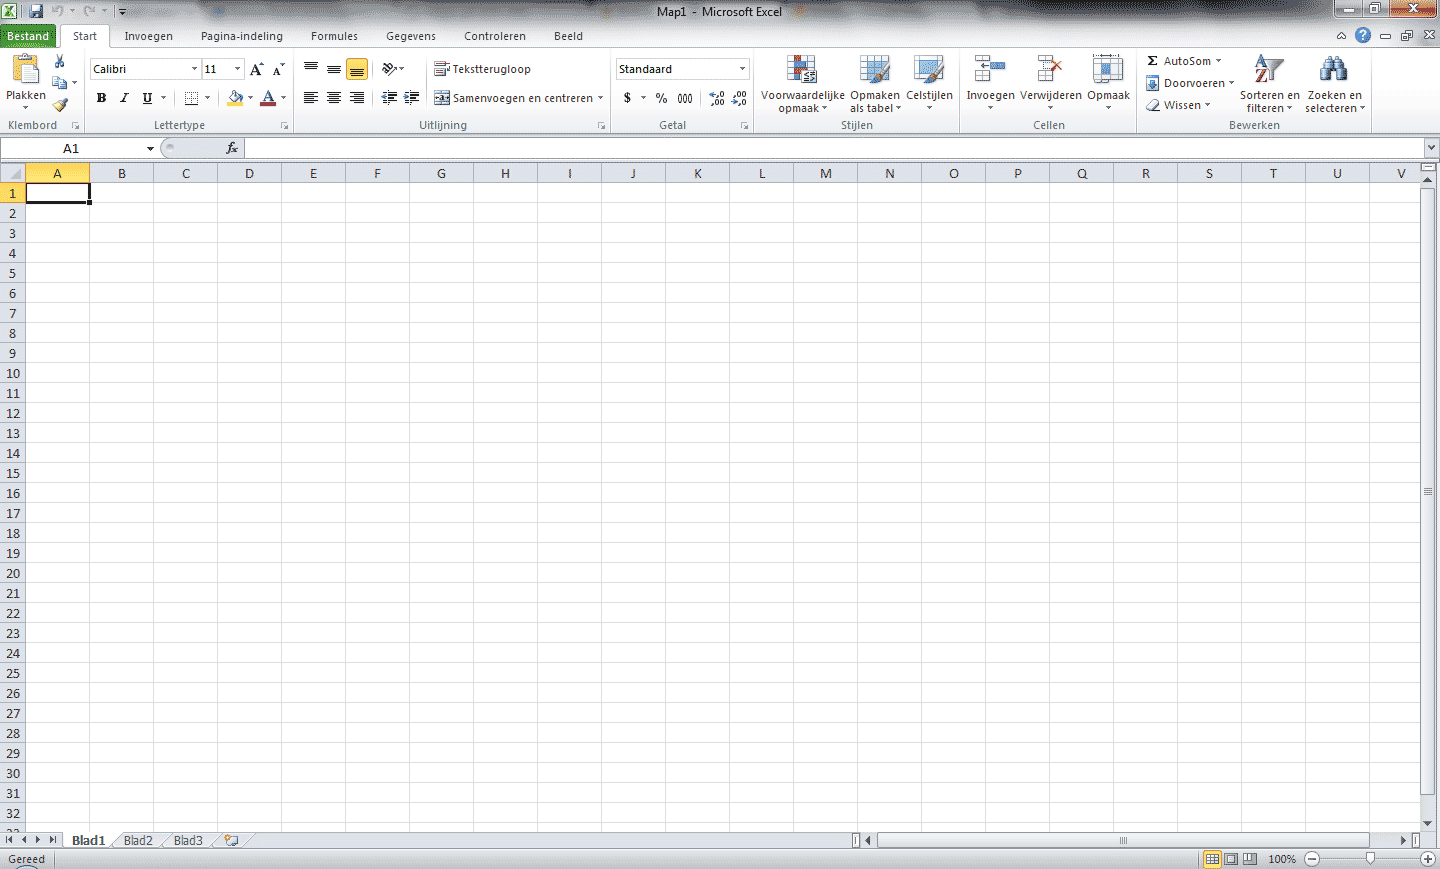 Map1 - Microsoft Excel
Bestand Start Invoegen Pagina-indeling Formules Gegevens Controleren Beeld
Plakken
Klembord
Calibri 11
B I U A
Lettertype
Tekstterugloop
Samenvoegen en centreren
Uitlijning
Standaard
$ % 000
Getal
Voorwaardelijke opmaak
Opmaken als tabel
Celstijlen
Stijlen
Invoegen Verwijderen Opmaak
Cellen
Σ AutoSom
Doorvoeren
Wissen
Sorteren en filteren
Zoeken en selecteren
Bewerken
A1 fx
A B C D E F G H I J K L M N O P Q R S T U V
1
2
3
4
5
6
7
8
9
10
11
12
13
14
15
16
17
18
19
20
21
22
23
24
25
26
27
28
29
30
31
32
Blad1 Blad2 Blad3
Gereed 100%